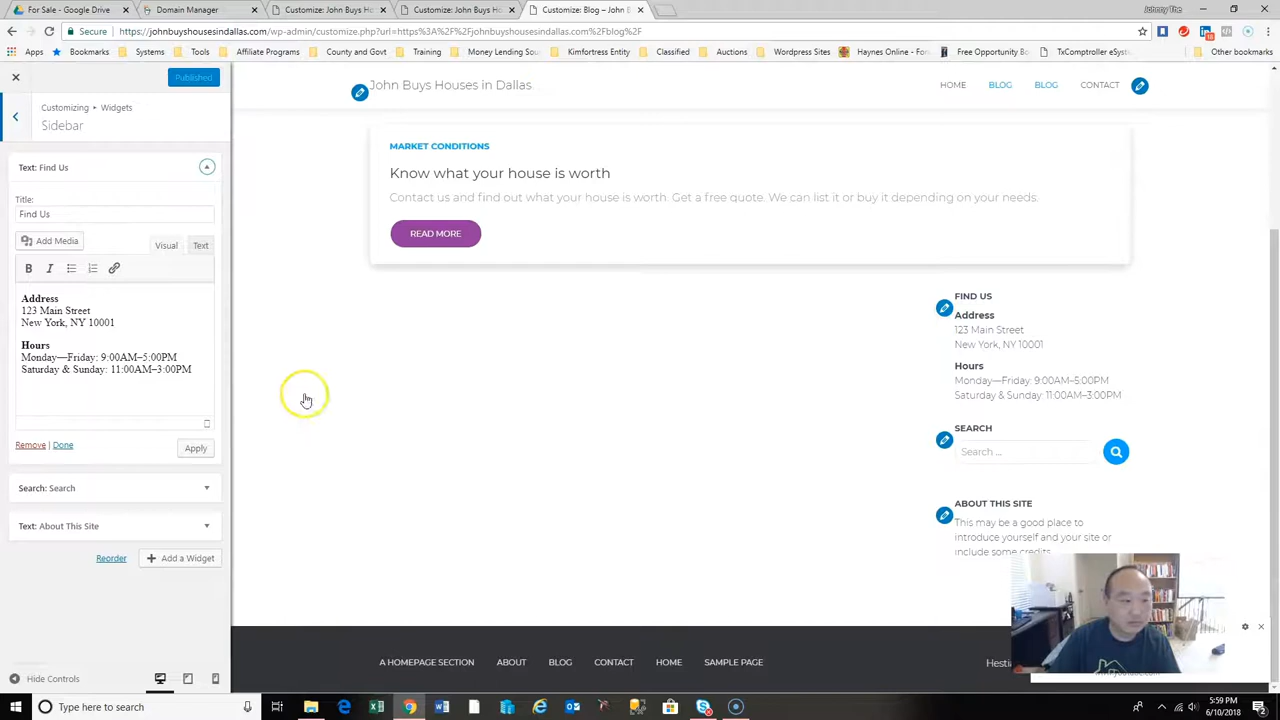 For Sale - Google Drive
Domain Manager
Customize: John Buys Ho
Customize: John Buys Ho
Customize: Blog – John B
Johnny Tho
Secure
https://johnbuyshousesindallas.com/wp-admin/customize.php?url=https%3A%2F%2Fjohnbuyshousesindallas.com%2Fblog%2F
Apps
Bookmarks
Systems
Taxes
Affiliate Programs
County and Govt
Training
Money Lending Sour
Kimfortress Entity
Classified
Auctions
Wordpress Sites
Haynes Online - For
Free Opportunity Bo
TxComptroller eSyst
Other bookmarks
Published
Customizing ▸ Widgets
Sidebar
Text: Find Us
Title:
Find Us
Add Media
Visual
Text
B I
Address
123 Main Street
New York, NY 10001
Hours
Monday—Friday: 9:00AM–5:00PM
Saturday & Sunday: 11:00AM–3:00PM
Remove | Done
Apply
Search: Search
Text: About This Site
Reorder
Add a Widget
Hide Controls
John Buys Houses in Dallas
HOME
BLOG
BLOG
CONTACT
MARKET CONDITIONS
Know what your house is worth
Contact us and find out what your house is worth. Get a free quote. We can list it or buy it depending on your needs.
READ MORE
FIND US
Address
123 Main Street
New York, NY 10001
Hours
Monday—Friday: 9:00AM–5:00PM
Saturday & Sunday: 11:00AM–3:00PM
SEARCH
Search ...
ABOUT THIS SITE
This may be a good place to
introduce yourself and your site or
include some credits.
A HOMEPAGE SECTION
ABOUT
BLOG
CONTACT
HOME
SAMPLE PAGE
Hesti
Type here to search
5:59 PM
6/10/2018